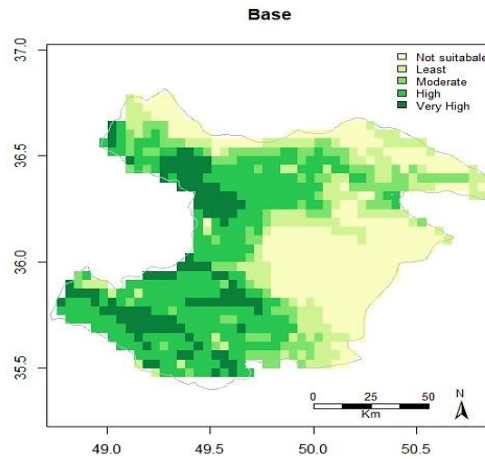 Base
37.0
36.5
36.0
35.5
Not suitabale
Least
Moderate
High
Very High
0 25 50
Km
N
49.0 49.5 50.0 50.5